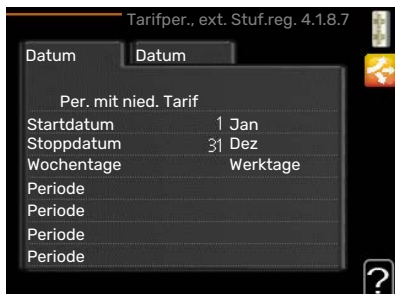 Tarifper., ext. Stuf.reg. 4.1.8.7
Datum Datum
Per. mit nied. Tarif
Startdatum 1 Jan
Stoppdatum 31 Dez
Wochentage Werktage
Periode
Periode
Periode
Periode
?